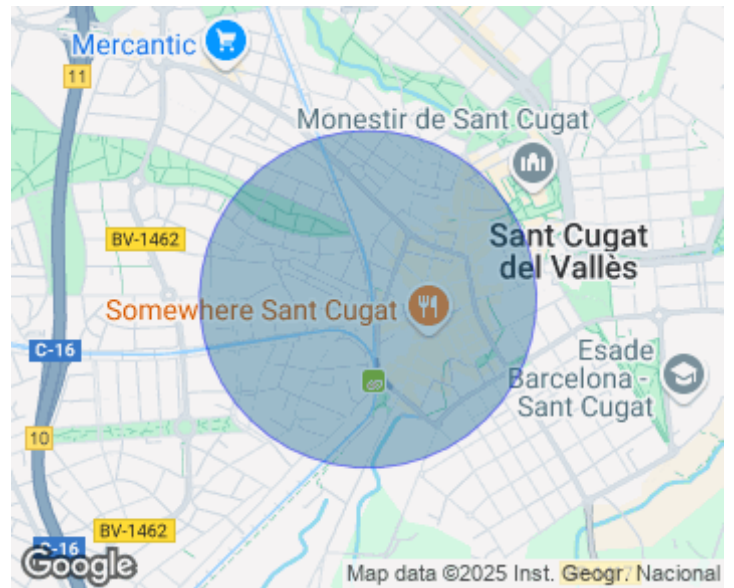 Mercantic
11
Monestir de Sant Cugat
BV-1462
Sant Cugat
del Vallès
Somewhere Sant Cugat
C-16
Esade
Barcelona -
Sant Cugat
10
BV-1462
C-16
Google
Map data ©2025 Inst. Geogr. Nacional